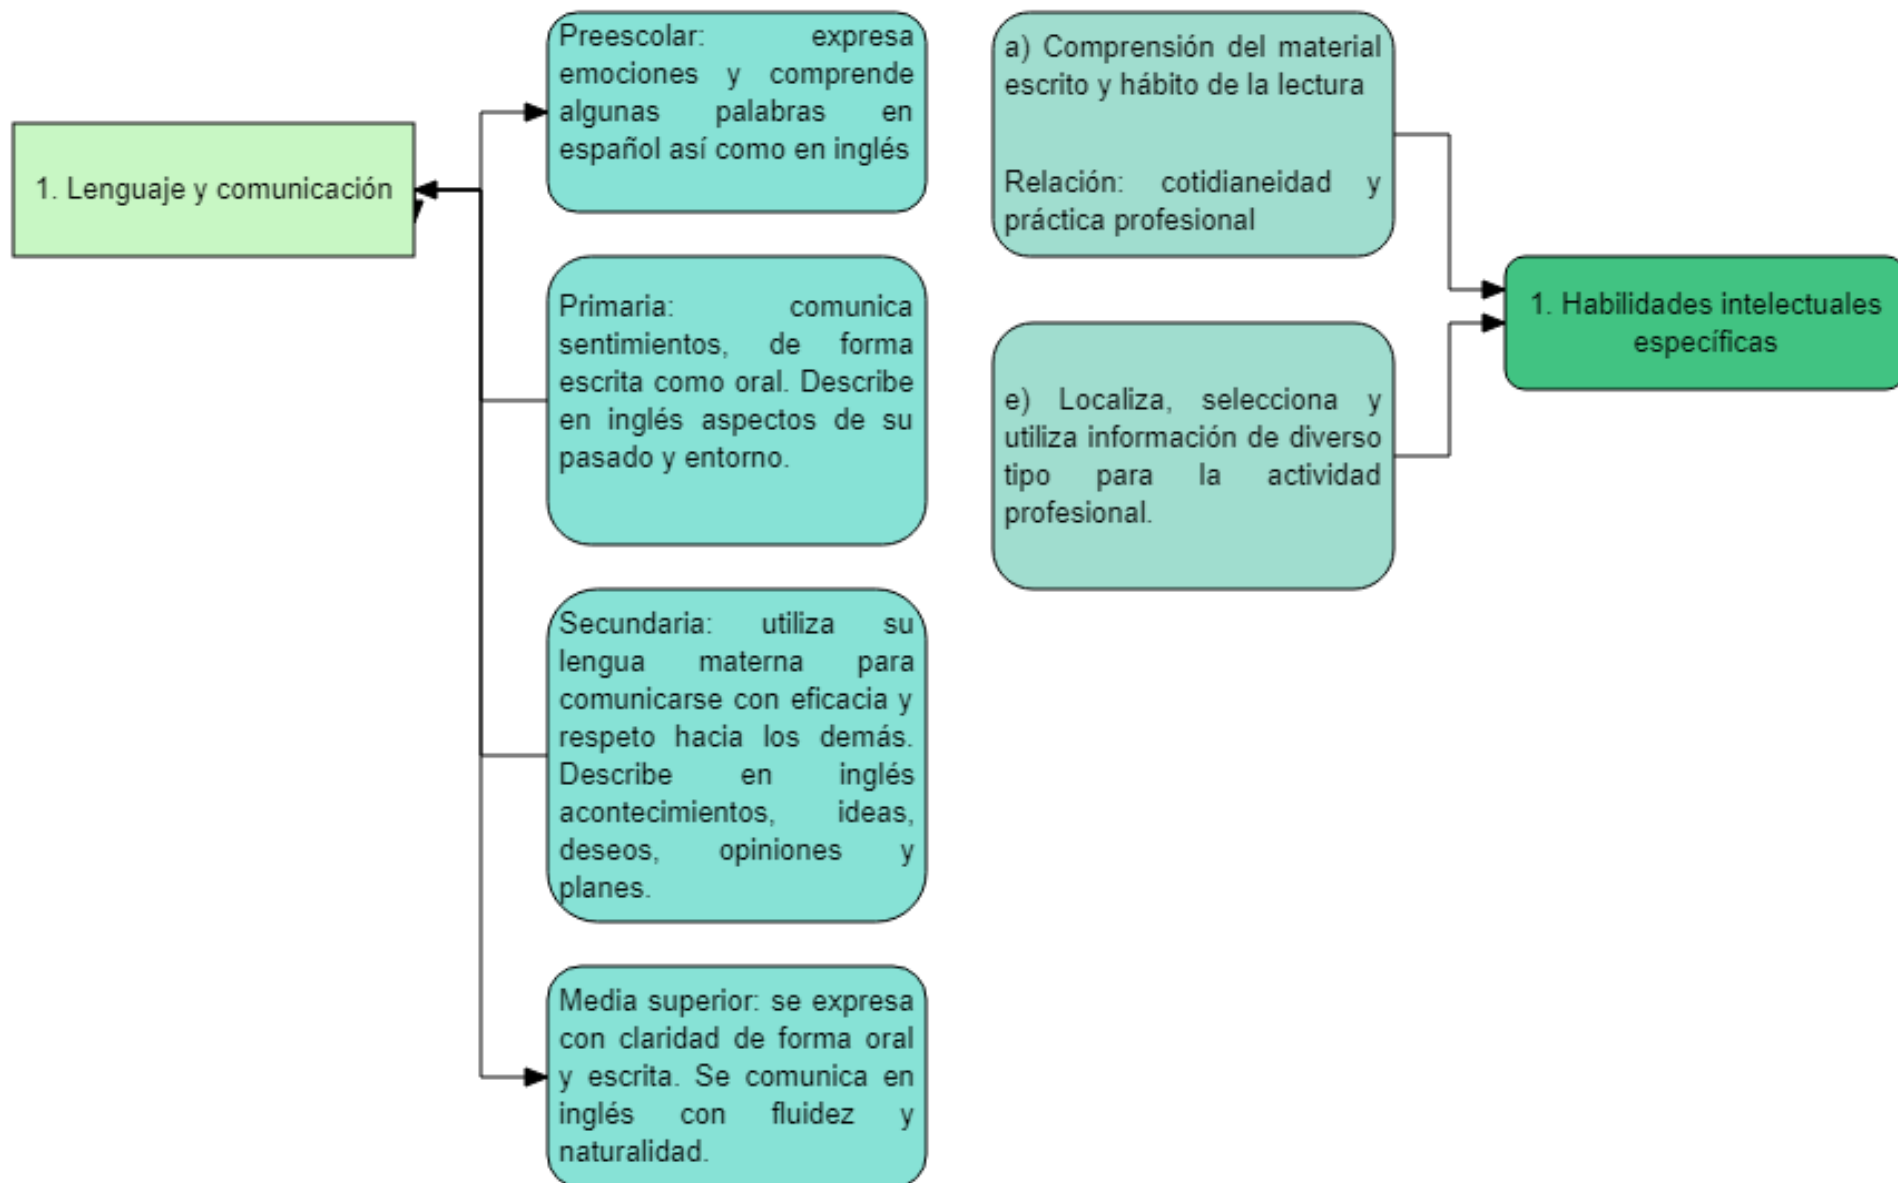 1. Lenguaje y comunicación
Preescolar: expresa
emociones y comprende
algunas palabras en
español así como en inglés
Primaria: comunica
sentimientos, de forma
escrita como oral. Describe
en inglés aspectos de su
pasado y entorno.
Secundaria: utiliza su
lengua materna para
comunicarse con eficacia y
respeto hacia los demás.
Describe en inglés
acontecimientos, ideas,
deseos, opiniones y
planes.
Media superior: se expresa
con claridad de forma oral
y escrita. Se comunica en
inglés con fluidez y
naturalidad.
a) Comprensión del material
escrito y hábito de la lectura
Relación: cotidianeidad y
práctica profesional
e) Localiza, selecciona y
utiliza información de diverso
tipo para la actividad
profesional.
1. Habilidades intelectuales
específicas